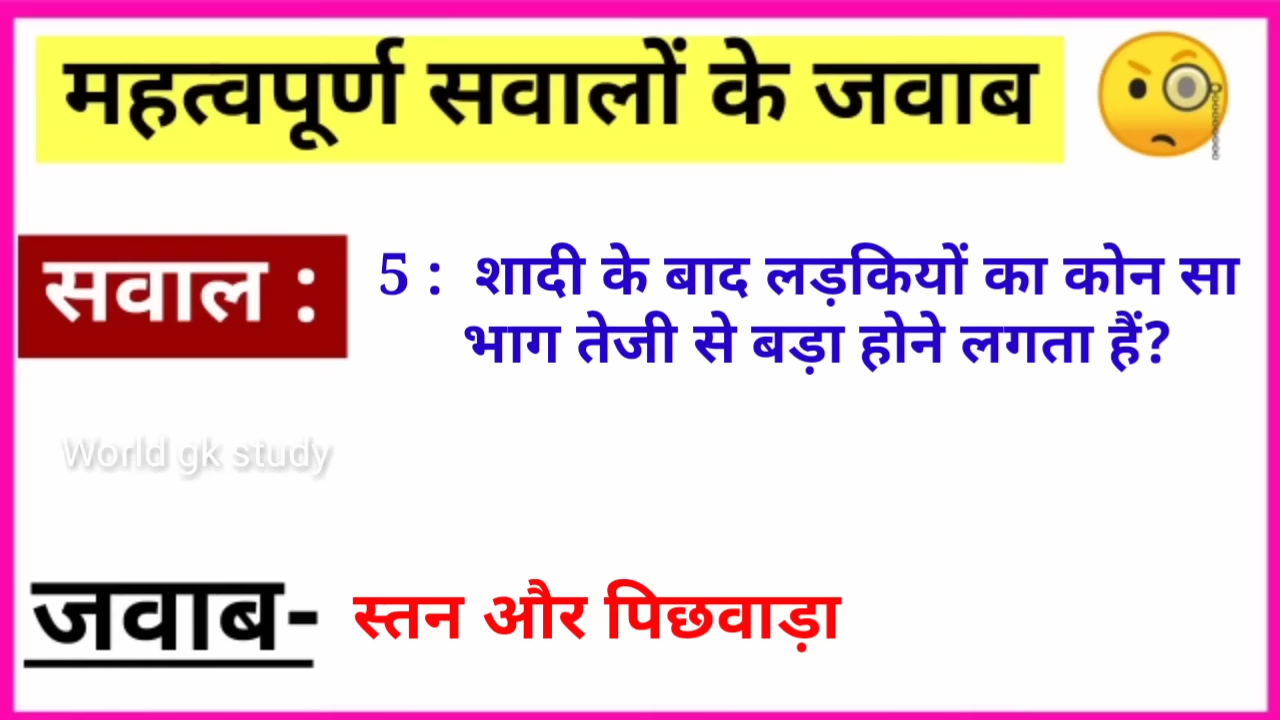 महत्वपूर्ण सवालों के जवाब
सवाल : 5 : शादी के बाद लड़कियों का कोन सा
भाग तेजी से बड़ा होने लगता हैं?
World gk study
जवाब- स्तन और पिछवाड़ा